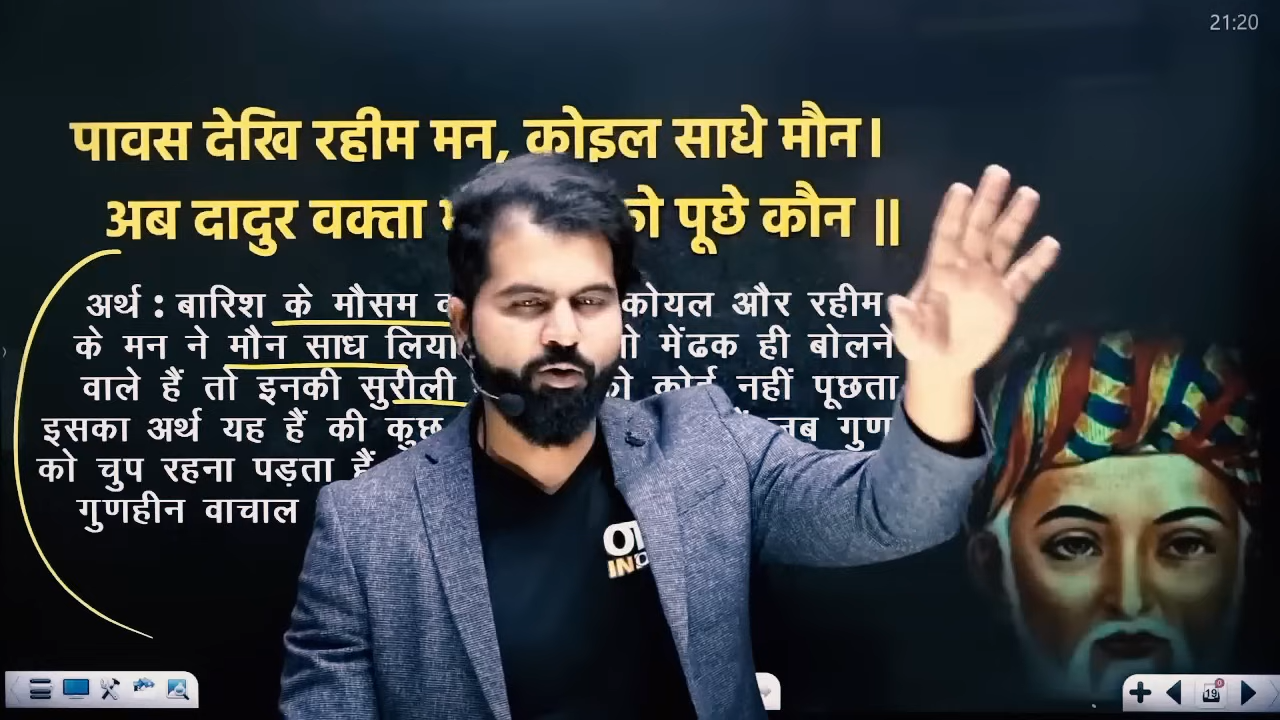 21:20
पावस देखि रहीम मन, कोइल साधे मौन।
अब दादुर वक्ता को पूछे कौन ॥
अर्थ : बारिश के मौसम कोयल और रहीम
के मन ने मौन साध लिया मेंढक ही बोलने
वाले हैं तो इनकी सुरीली को कोई नहीं पूछता
इसका अर्थ यह हैं की कुछ जब गुण
को चुप रहना पड़ता हैं
गुणहीन वाचाल
19